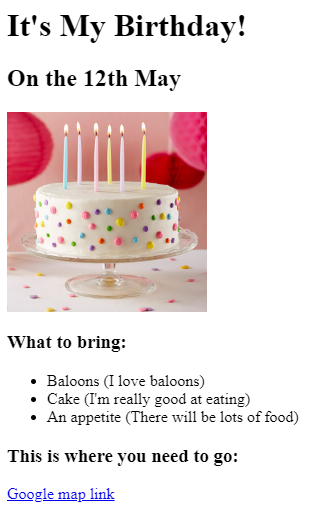 It's My Birthday!
On the 12th May
What to bring:
Baloons (I love baloons)
Cake (I'm really good at eating)
An appetite (There will be lots of food)
This is where you need to go:
Google map link